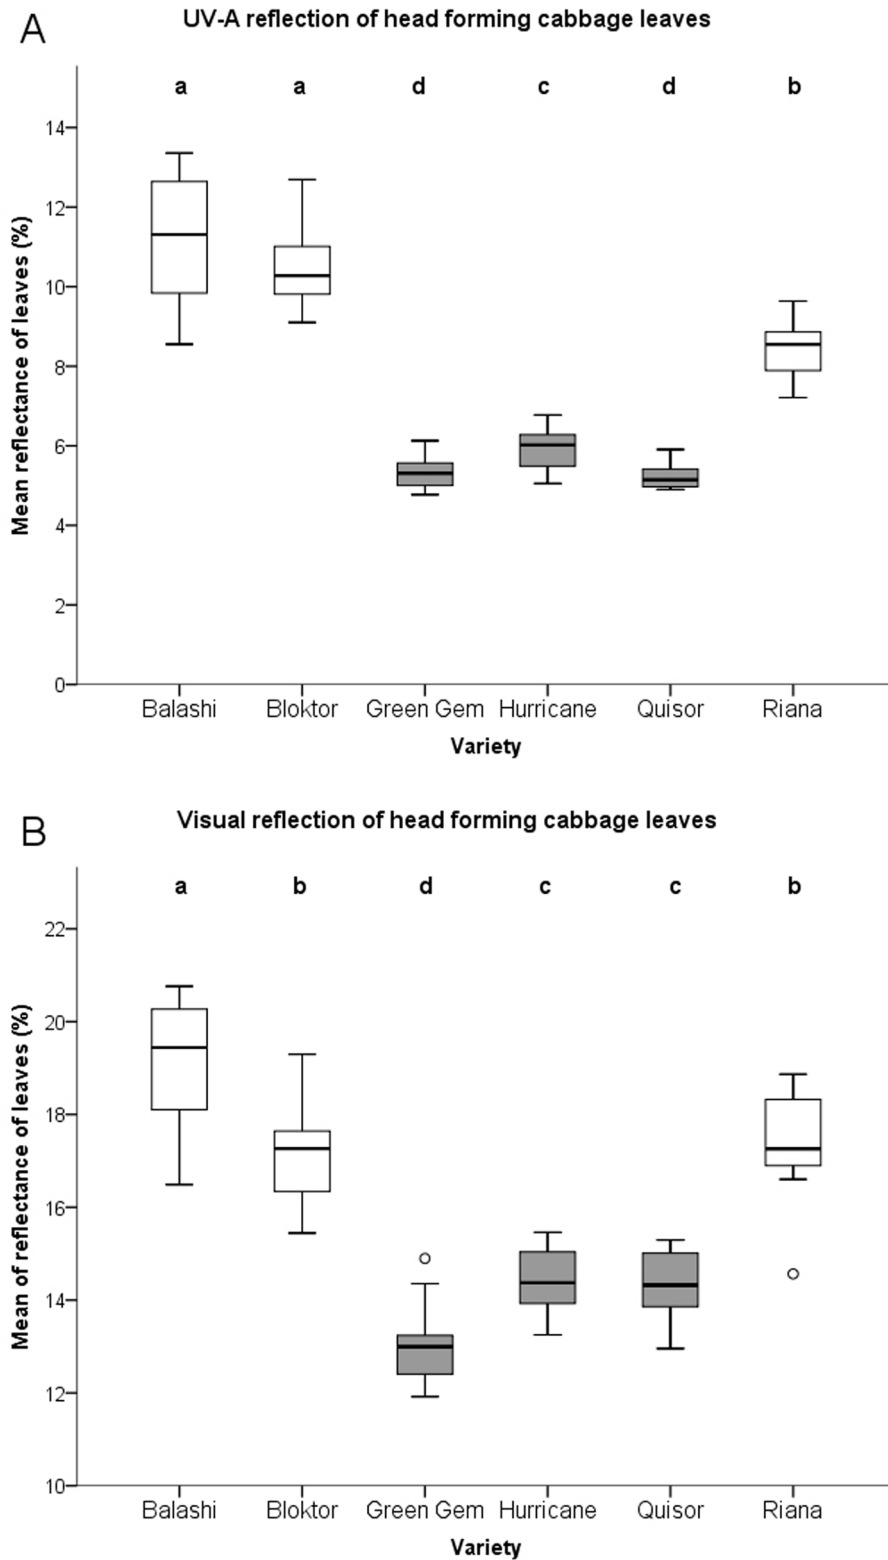 A
UV-A reflection of head forming cabbage leaves
a a d c d b
Mean reflectance of leaves (%)
14
12
10
8
6
4
2
0
Balashi Bloktor Green Gem Hurricane Quisor Riana
Variety
B
Visual reflection of head forming cabbage leaves
a b d c c b
Mean of reflectance of leaves (%)
22
20
18
16
14
12
10
Balashi Bloktor Green Gem Hurricane Quisor Riana
Variety